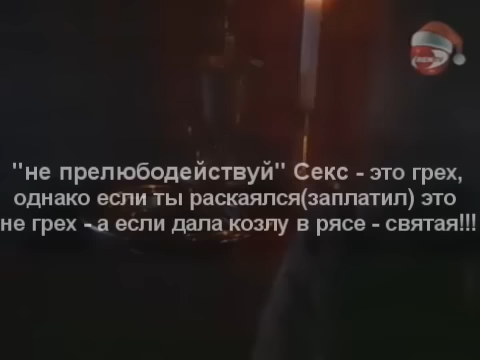 "не прелюбодействуй" Секс - это грех,
однако если ты раскаялся(заплатил) это
не грех - а если дала козлу в рясе - святая!!!